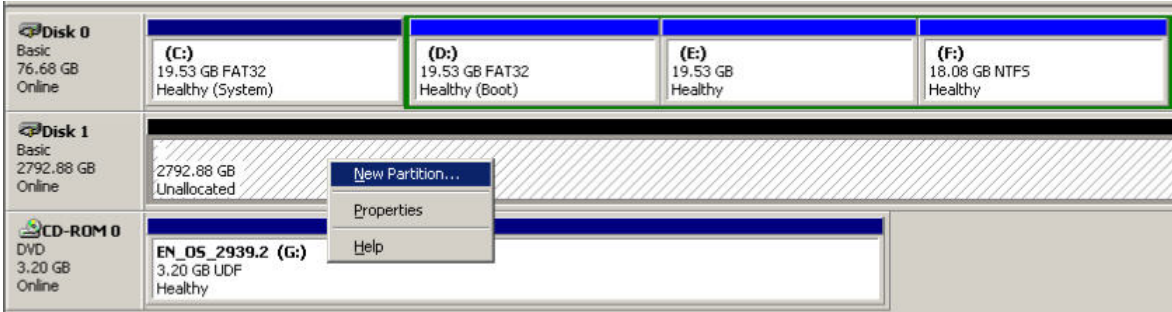 Disk 0
Basic
76.68 GB
Online
(C:)
19.53 GB FAT32
Healthy (System)
(D:)
19.53 GB FAT32
Healthy (Boot)
(E:)
19.53 GB
Healthy
(F:)
18.08 GB NTFS
Healthy
Disk 1
Basic
2792.88 GB
Online
2792.88 GB
Unallocated
New Partition...
Properties
Help
CD-ROM 0
DVD
3.20 GB
Online
EN_OS_2939.2 (G:)
3.20 GB UDF
Healthy